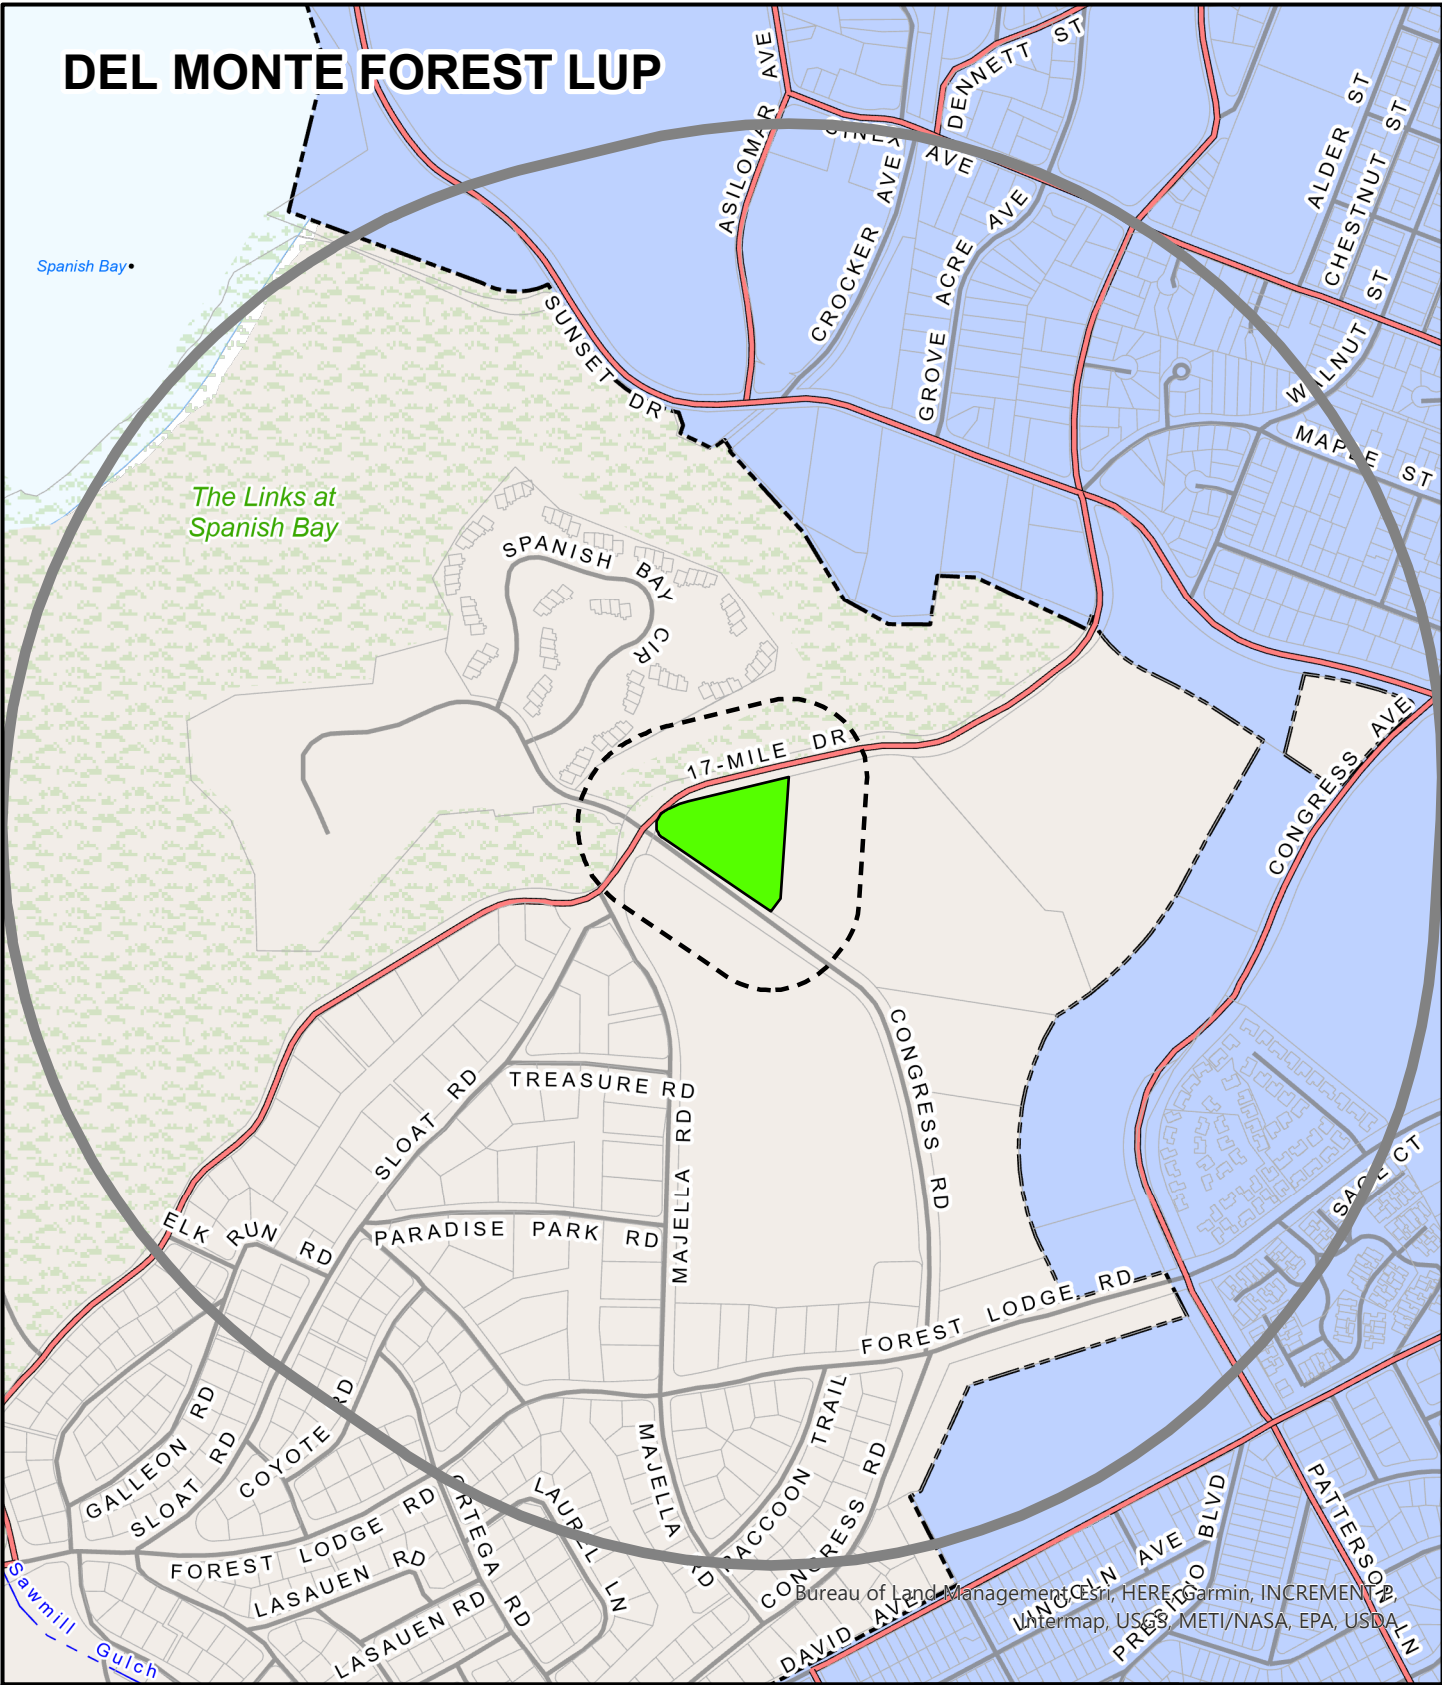 DEL MONTE FOREST LUP
ASILOMAR AVE
DENNETT ST
SINEX AVE
ALDER ST
CHESTNUT ST
CROCKER AVE
GROVE ACRE AVE
WALNUT ST
MAPLE ST
Spanish Bay
SUNSET DR
The Links at
Spanish Bay
SPANISH BAY CIR
17-MILE DR
CONGRESS AVE
CONGRESS RD
TREASURE RD
SLOAT RD
MAJELLA RD
PARADISE PARK RD
ELK RUN RD
SAGE CT
FOREST LODGE RD
GALLEON RD
SLOAT RD
COYOTE RD
FOREST LODGE RD
ORTEGA RD
LAUREL LN
MAJELLA RD
RACCOON TRAIL
CONGRESS RD
LASAUEN RD
LASAUEN RD
Sawmill Gulch
DAVID AVE
LINCOLN AVE
PRESIDIO BLVD
PATTERSON LN
Bureau of Land Management, Esri, HERE, Garmin, INCREMENT P,
Intermap, USGS, METI/NASA, EPA, USDA